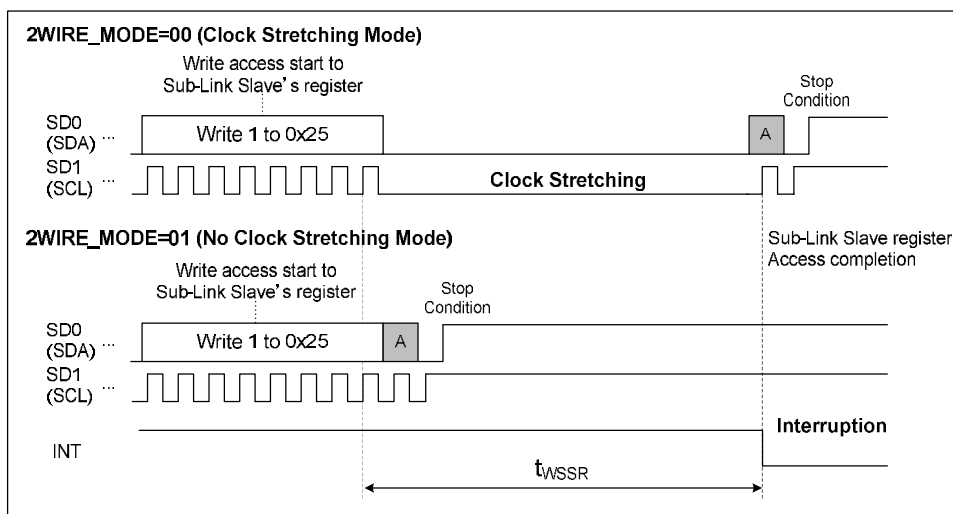 2WIRE_MODE=00 (Clock Stretching Mode)
Write access start to
Sub-Link Slave's register
Stop
Condition
SD0
(SDA) ...
Write 1 to 0x25
A
SD1
(SCL) ...
Clock Stretching
2WIRE_MODE=01 (No Clock Stretching Mode)
Sub-Link Slave register
Access completion
Write access start to
Sub-Link Slave's register
Stop
Condition
SD0
(SDA) ...
Write 1 to 0x25
A
SD1
(SCL) ...
Interruption
INT
tWSSR